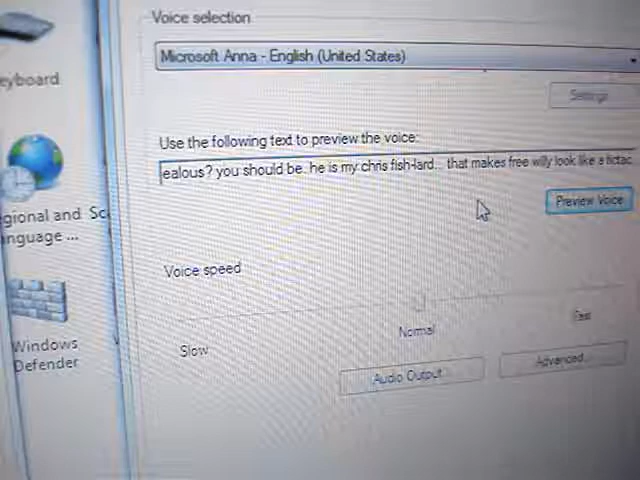 Voice selection
Microsoft Anna - English (United States)
eyboard
Settings
Use the following text to preview the voice:
ealous? you should be. he is my chris fish-lard... that makes free willy look like a tictac
Preview Voice
gional and Sc
nguage ...
Voice speed
Windows
Defender
Slow
Normal
Fast
Audio Output...
Advanced...